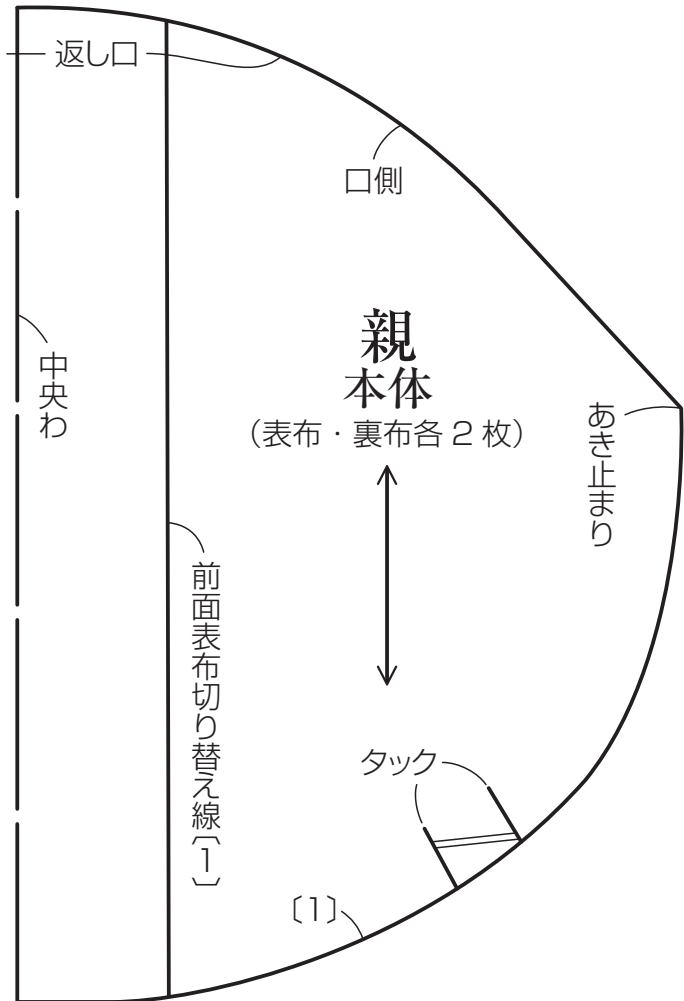 返し口
口側
中央わ
親
本体
（表布・裏布各２枚）
あき止まり
前面表布切り替え線〔1〕
タック
〔1〕